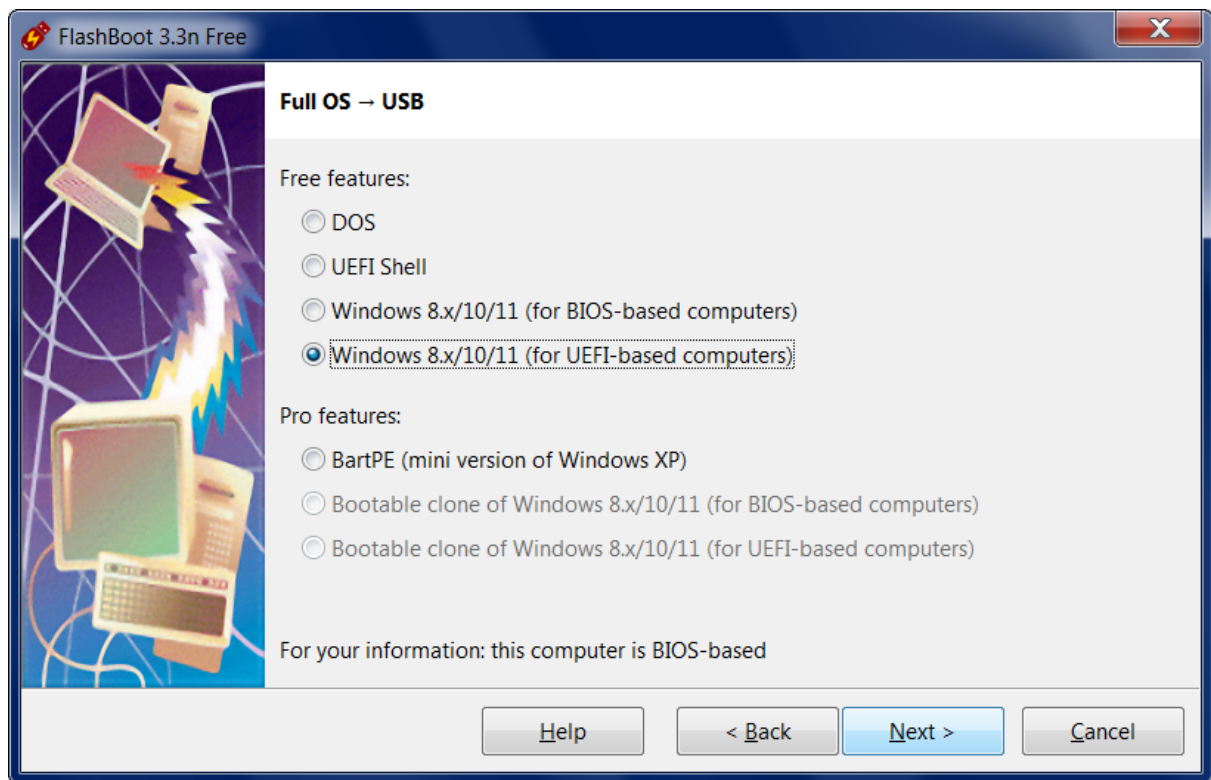 FlashBoot 3.3n Free
Full OS → USB
Free features:
DOS
UEFI Shell
Windows 8.x/10/11 (for BIOS-based computers)
Windows 8.x/10/11 (for UEFI-based computers)
Pro features:
BartPE (mini version of Windows XP)
Bootable clone of Windows 8.x/10/11 (for BIOS-based computers)
Bootable clone of Windows 8.x/10/11 (for UEFI-based computers)
For your information: this computer is BIOS-based
Help < Back Next > Cancel